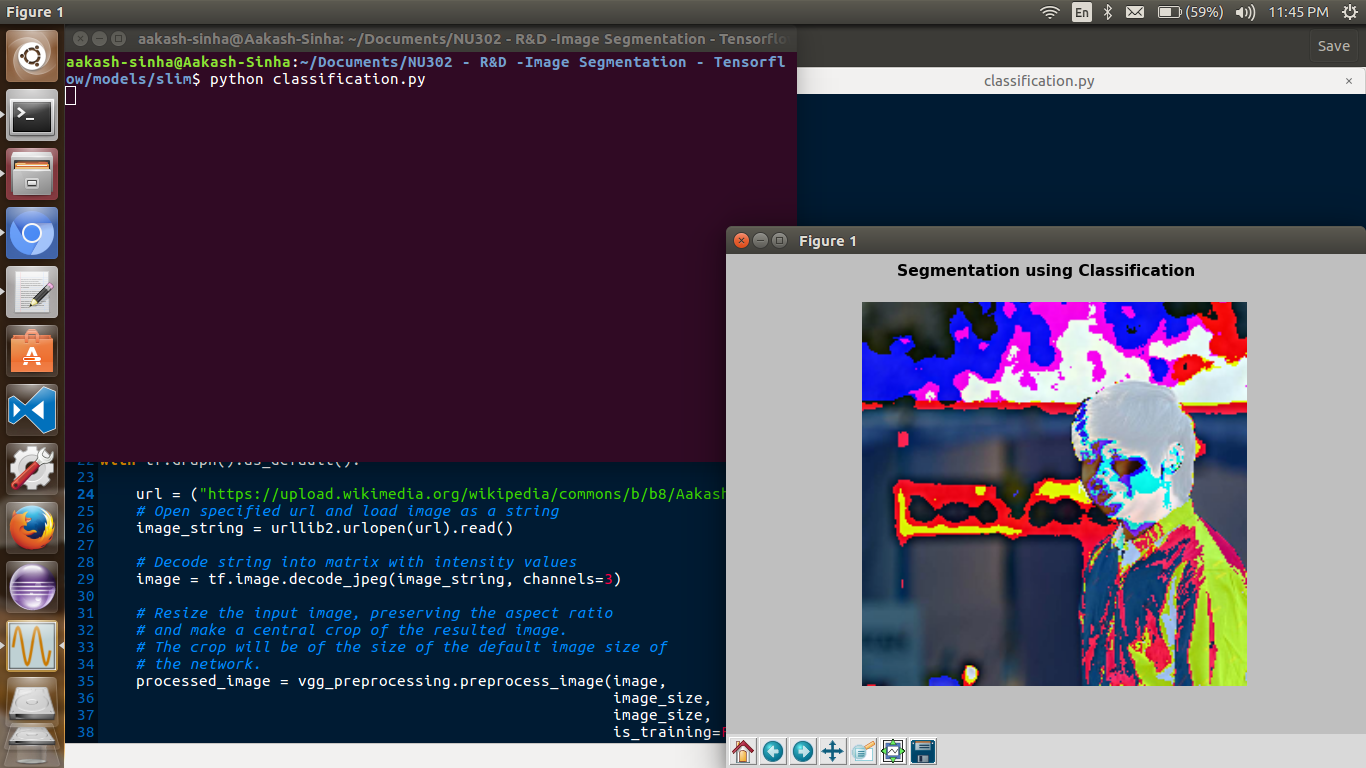 Figure 1
En
(59%)
11:45 PM
aakash-sinha@Aakash-Sinha: ~/Documents/NU302 - R&D -Image Segmentation - Tensorflo
Save
aakash-sinha@Aakash-Sinha:~/Documents/NU302 - R&D -Image Segmentation - Tensorfl
ow/models/slim$ python classification.py
classification.py
×
Figure 1
Segmentation using Classification
22 with tf.Graph().as_default():
23
24 url = ("https://upload.wikimedia.org/wikipedia/commons/b/b8/Aakash
25 # Open specified url and load image as a string
26 image_string = urllib2.urlopen(url).read()
27
28 # Decode string into matrix with intensity values
29 image = tf.image.decode_jpeg(image_string, channels=3)
30
31 # Resize the input image, preserving the aspect ratio
32 # and make a central crop of the resulted image.
33 # The crop will be of the size of the default image size of
34 # the network.
35 processed_image = vgg_preprocessing.preprocess_image(image,
36 image_size,
37 image_size,
38 is_training=